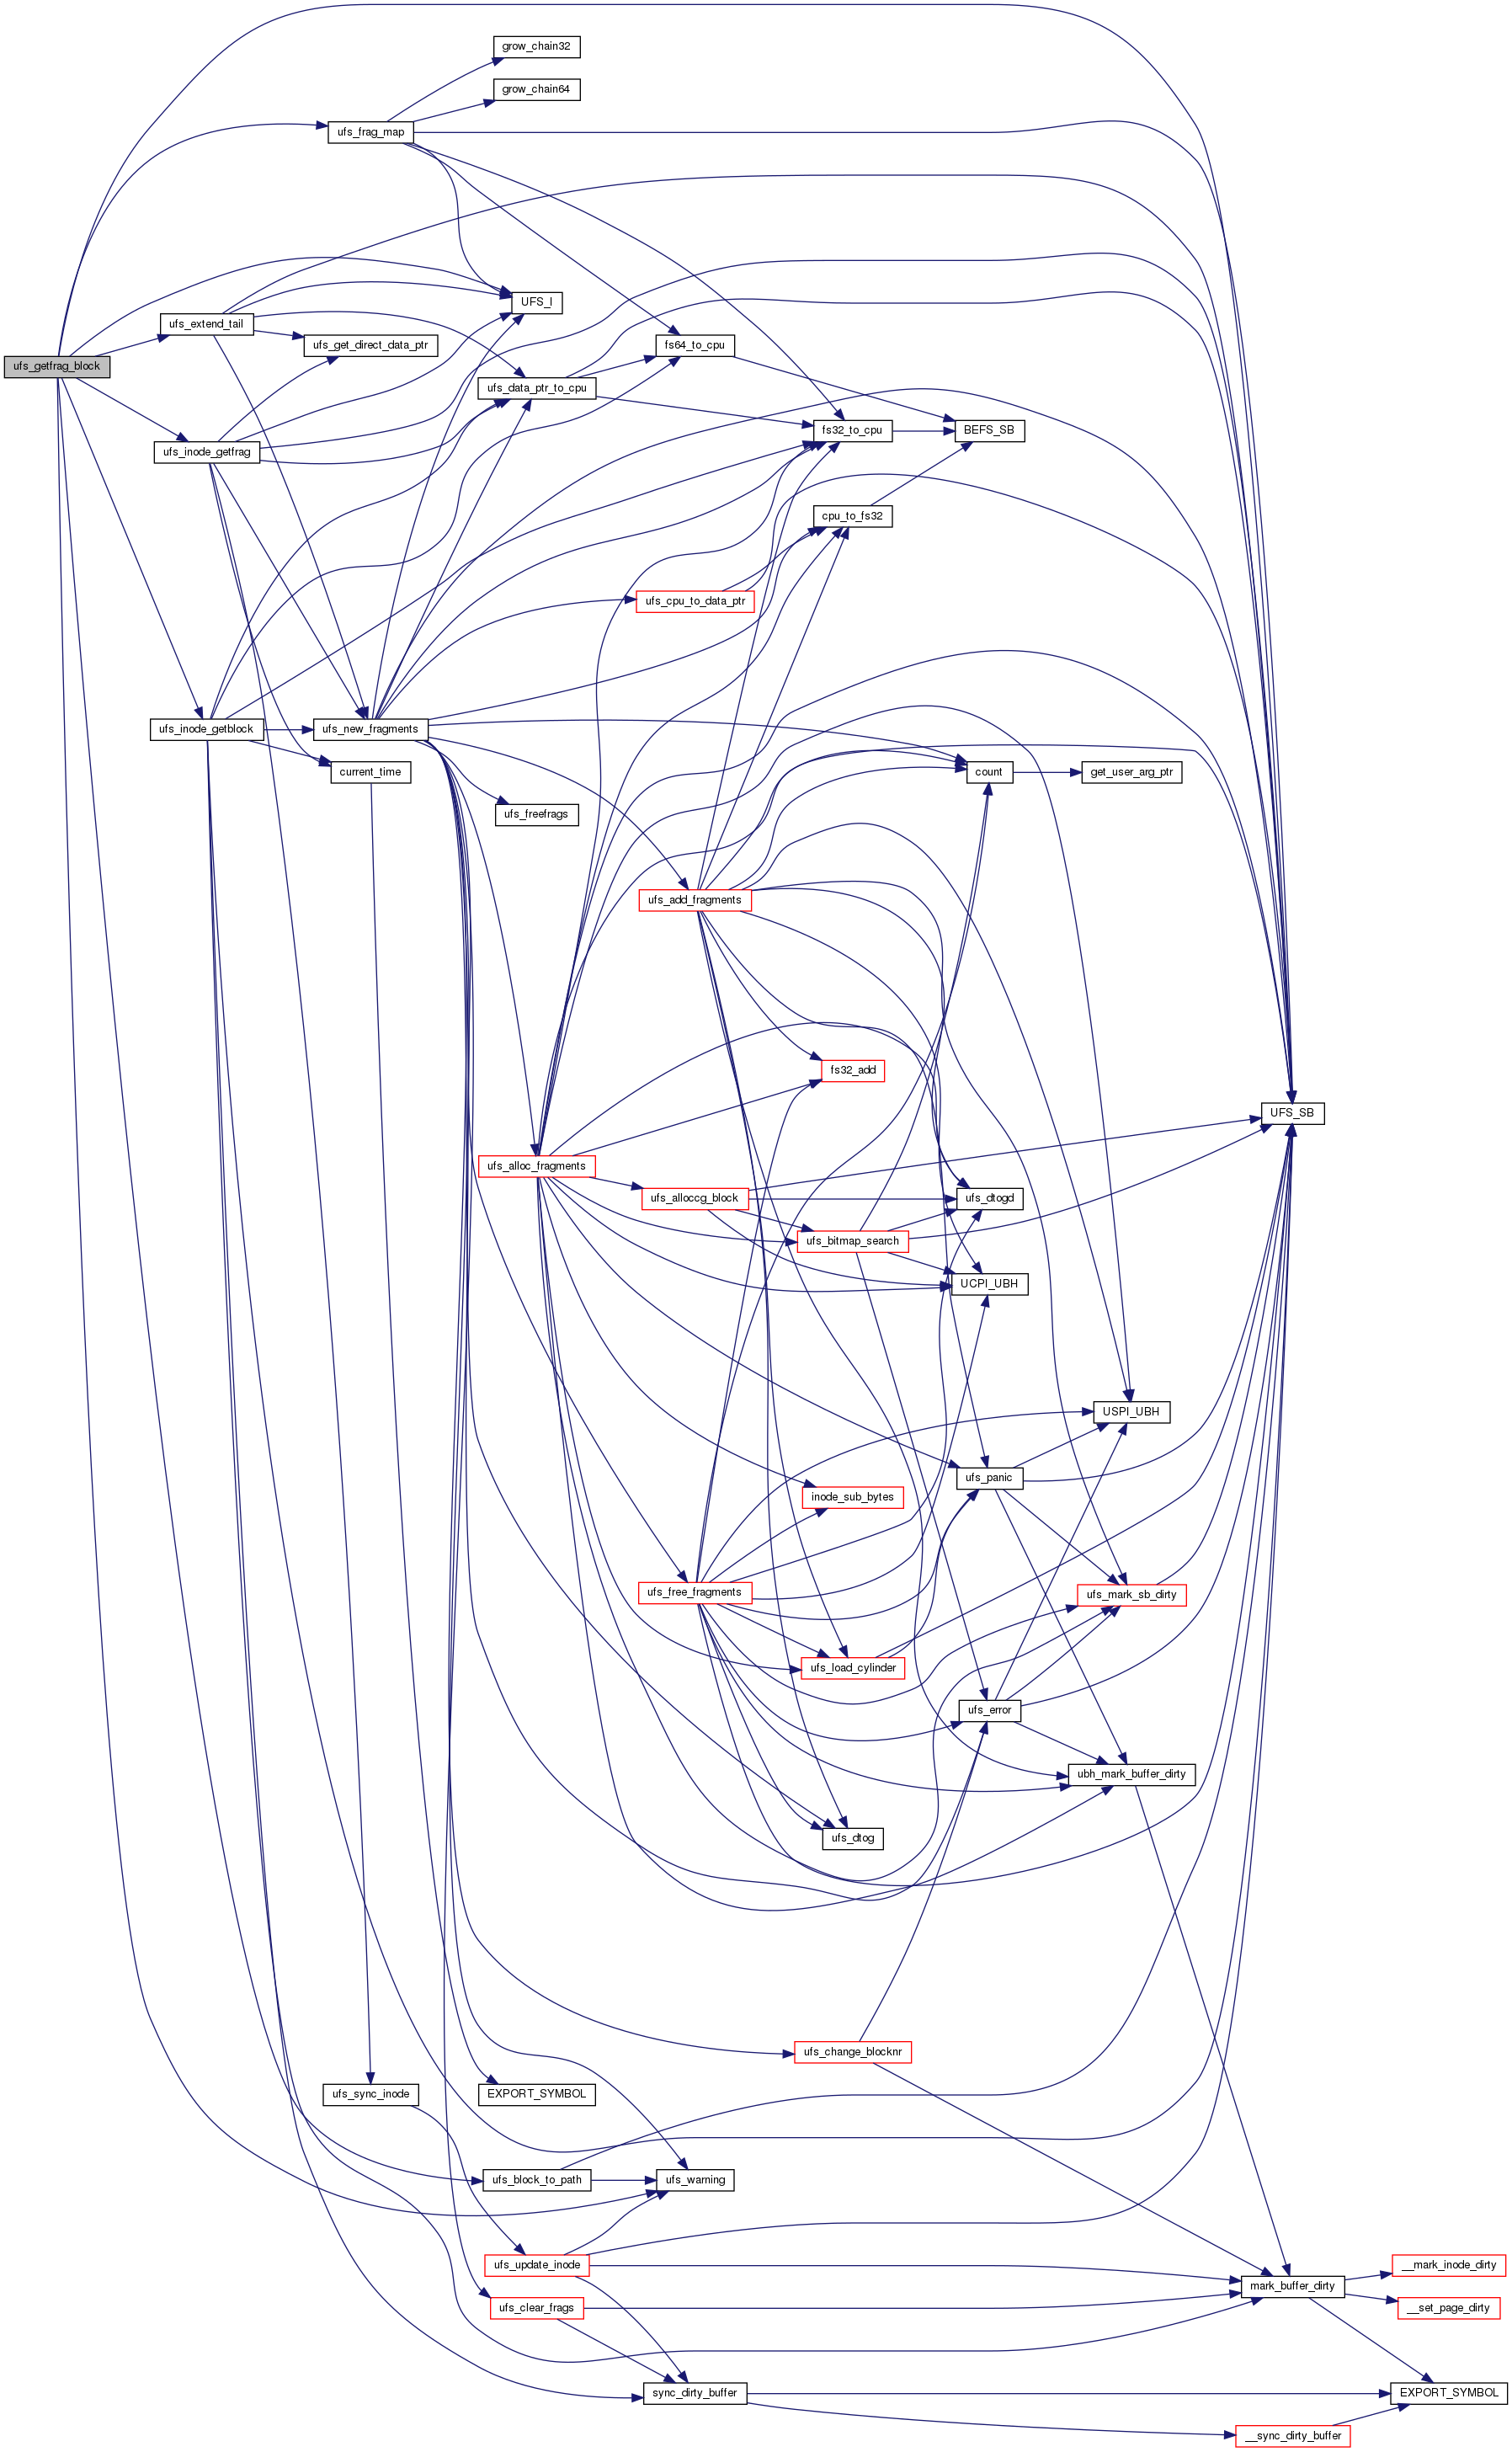 grow_chain32
grow_chain64
ufs_frag_map
UFS_I
ufs_extend_tail
ufs_get_direct_data_ptr
fs64_to_cpu
ufs_getfrag_block
ufs_data_ptr_to_cpu
fs32_to_cpu
BEFS_SB
ufs_inode_getfrag
cpu_to_fs32
ufs_cpu_to_data_ptr
ufs_inode_getblock
ufs_new_fragments
current_time
count
get_user_arg_ptr
ufs_freefrags
ufs_add_fragments
fs32_add
UFS_SB
ufs_alloc_fragments
ufs_alloccg_block
ufs_dtogd
ufs_bitmap_search
UCPI_UBH
USPI_UBH
ufs_panic
inode_sub_bytes
ufs_free_fragments
ufs_mark_sb_dirty
ufs_load_cylinder
ufs_error
ubh_mark_buffer_dirty
ufs_dtog
ufs_change_blocknr
ufs_sync_inode
EXPORT_SYMBOL
ufs_block_to_path
ufs_warning
ufs_update_inode
__mark_inode_dirty
mark_buffer_dirty
ufs_clear_frags
__set_page_dirty
sync_dirty_buffer
EXPORT_SYMBOL
__sync_dirty_buffer